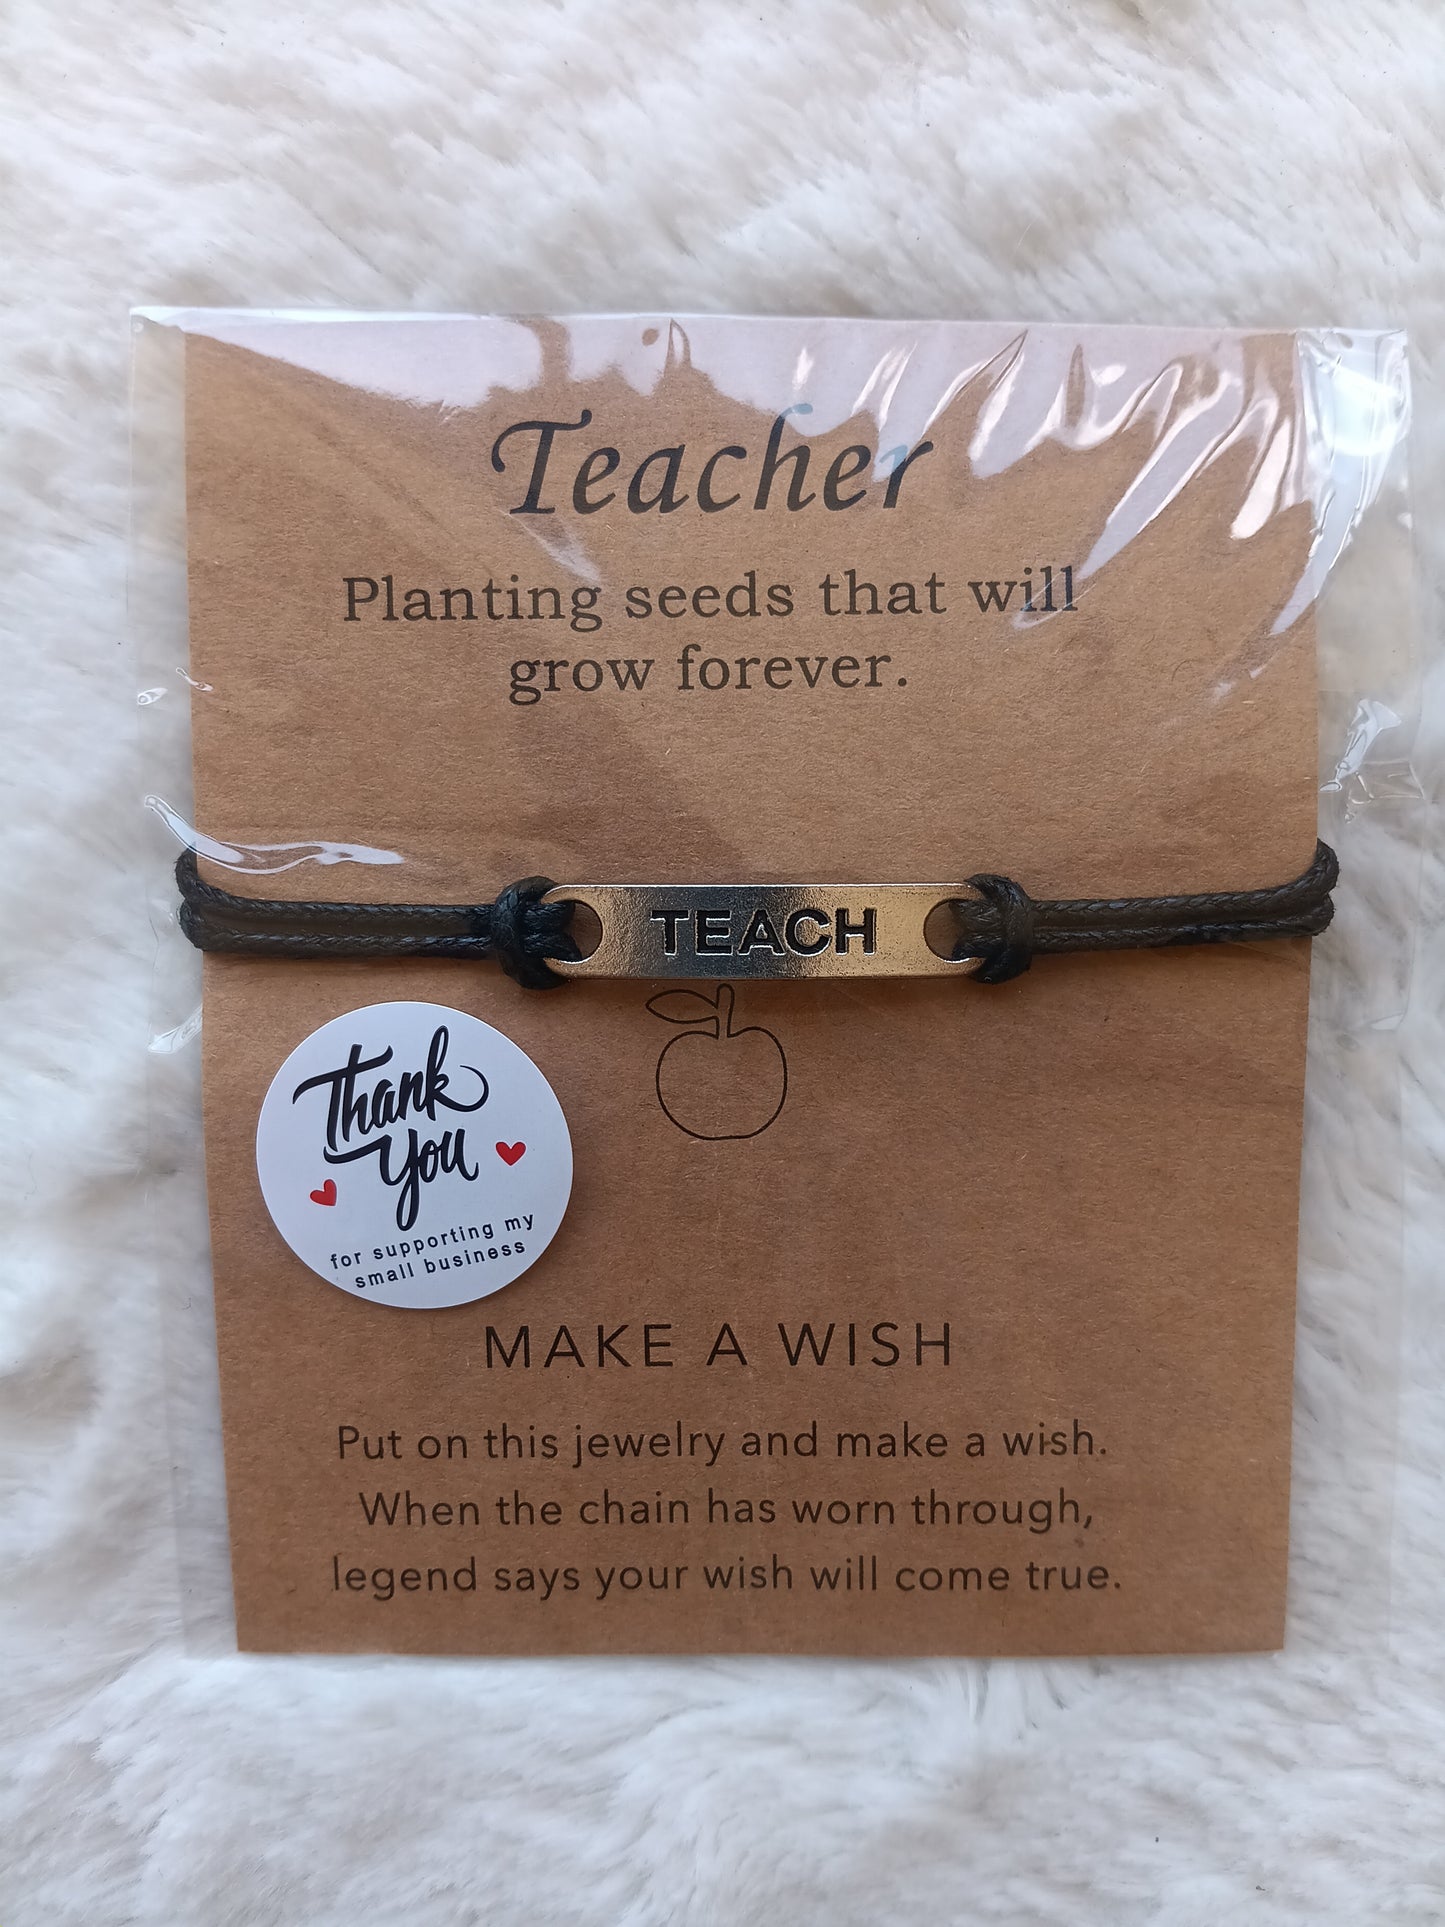 Teacher
Planting seeds that will
grow forever.
TEACH
Thank
you
for supporting my
small business
MAKE A WISH
Put on this jewelry and make a wish.
When the chain has worn through,
legend says your wish will come true.